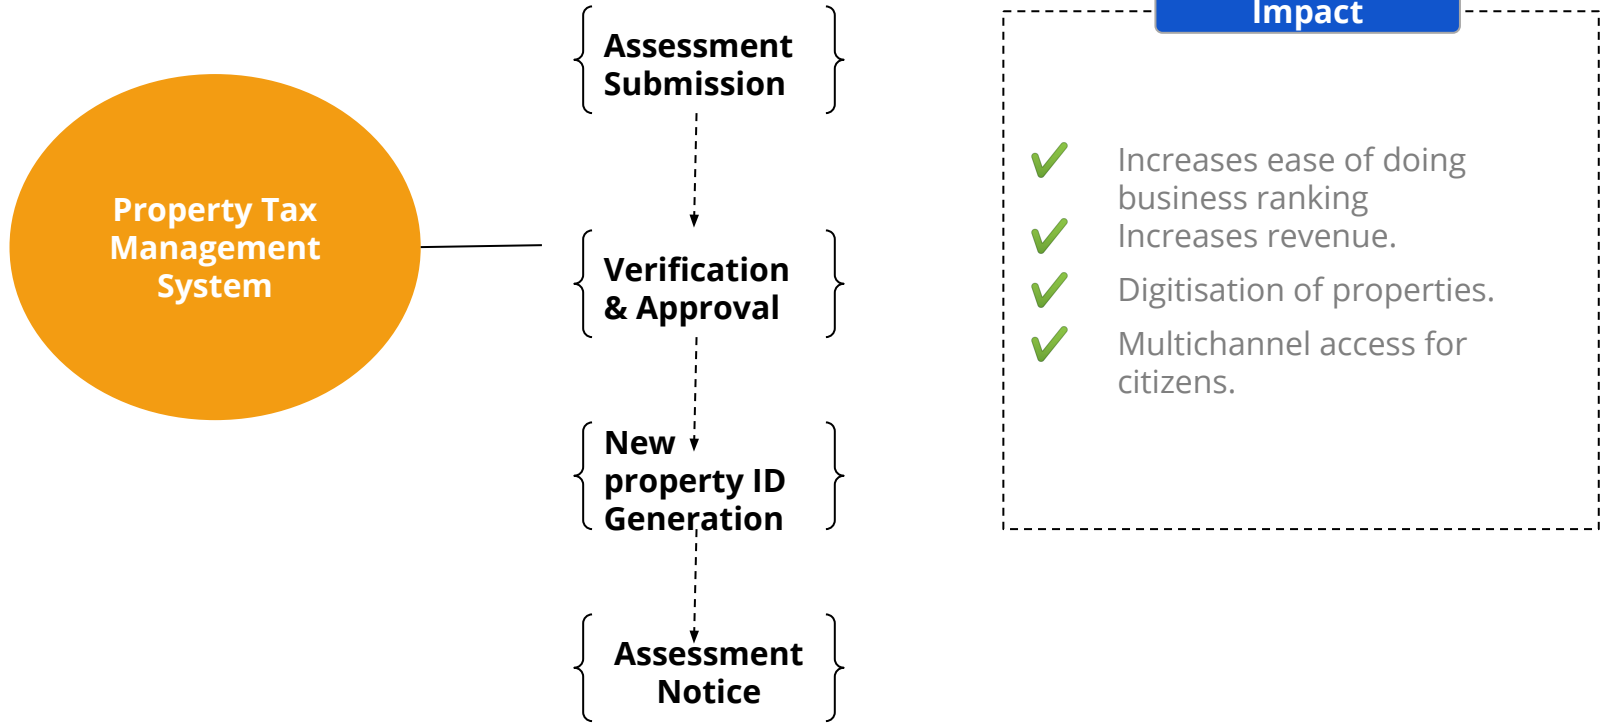 Property Tax
Management
System
Assessment
Submission
Verification
& Approval
New
property ID
Generation
Assessment
Notice
Impact
Increases ease of doing
business ranking
Increases revenue.
Digitisation of properties.
Multichannel access for
citizens.